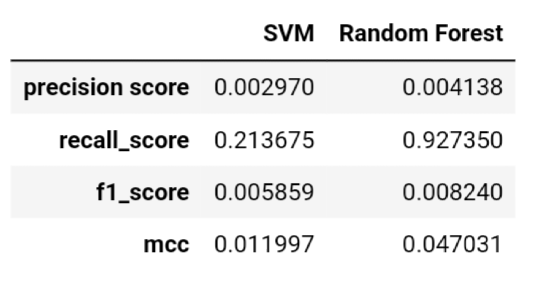 SVM Random Forest
precision score 0.002970 0.004138
recall_score 0.213675 0.927350
f1_score 0.005859 0.008240
mcc 0.011997 0.047031